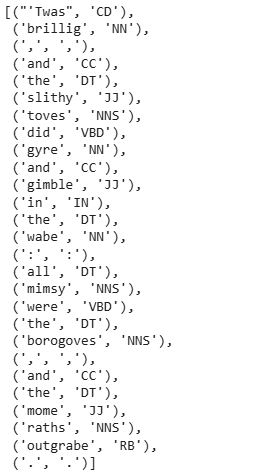 [("'Twas", 'CD'),
('brillig', 'NN'),
(',', ','),
('and', 'CC'),
('the', 'DT'),
('slithy', 'JJ'),
('toves', 'NNS'),
('did', 'VBD'),
('gyre', 'NN'),
('and', 'CC'),
('gimble', 'JJ'),
('in', 'IN'),
('the', 'DT'),
('wabe', 'NN'),
(':', ':'),
('all', 'DT'),
('mimsy', 'NNS'),
('were', 'VBD'),
('the', 'DT'),
('borogoves', 'NNS'),
(',', ','),
('and', 'CC'),
('the', 'DT'),
('mome', 'JJ'),
('raths', 'NNS'),
('outgrabe', 'RB'),
('.', '.')]